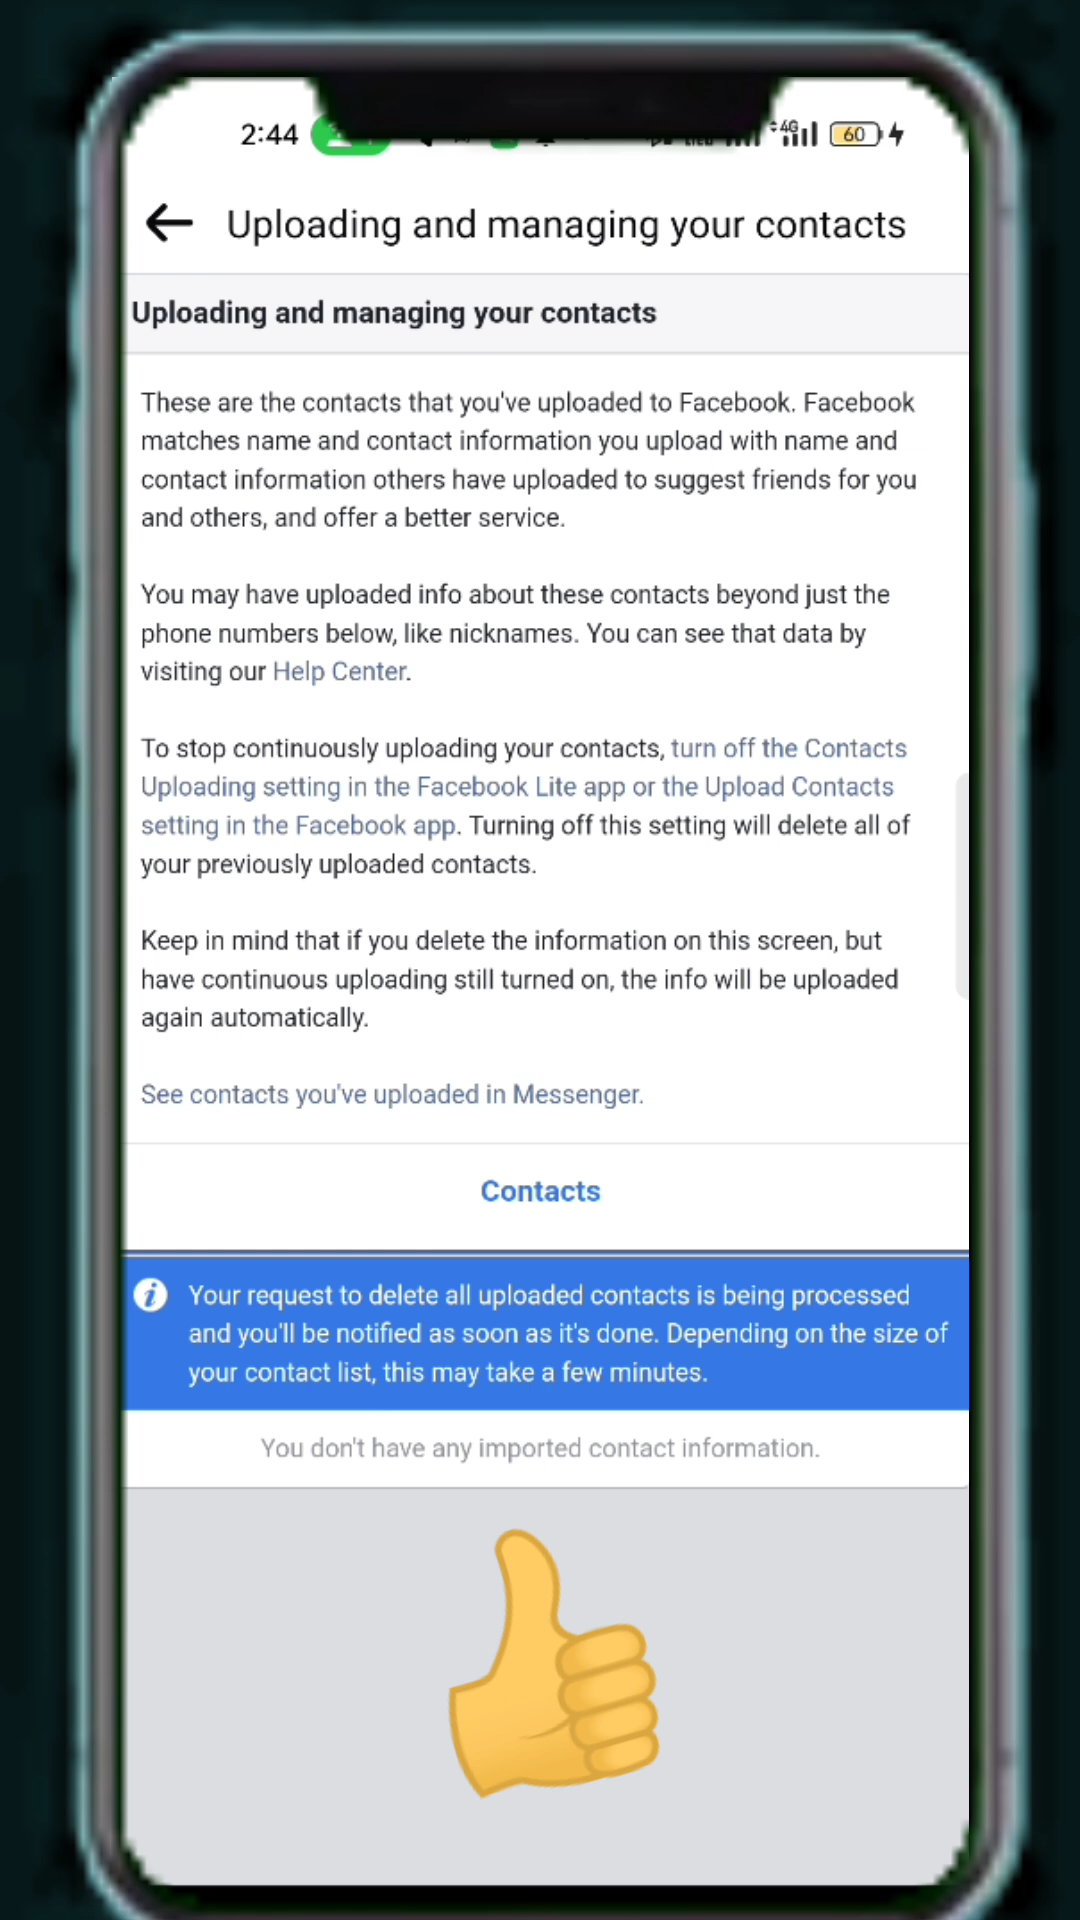 2:44
4G
60
Uploading and managing your contacts
Uploading and managing your contacts
These are the contacts that you've uploaded to Facebook. Facebook
matches name and contact information you upload with name and
contact information others have uploaded to suggest friends for you
and others, and offer a better service.
You may have uploaded info about these contacts beyond just the
phone numbers below, like nicknames. You can see that data by
visiting our Help Center.
To stop continuously uploading your contacts, turn off the Contacts
Uploading setting in the Facebook Lite app or the Upload Contacts
setting in the Facebook app. Turning off this setting will delete all of
your previously uploaded contacts.
Keep in mind that if you delete the information on this screen, but
have continuous uploading still turned on, the info will be uploaded
again automatically.
See contacts you've uploaded in Messenger.
Contacts
Your request to delete all uploaded contacts is being processed
and you'll be notified as soon as it's done. Depending on the size of
your contact list, this may take a few minutes.
You don't have any imported contact information.